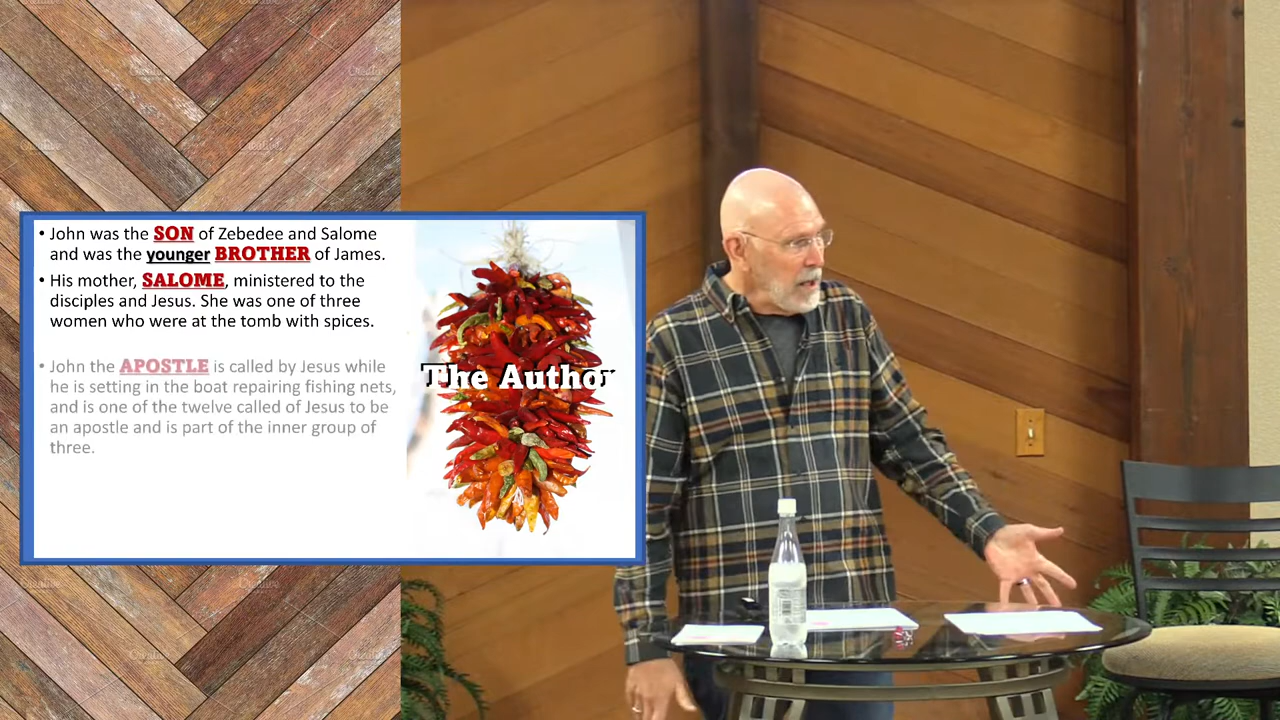 • John was the SON of Zebedee and Salome
and was the younger BROTHER of James.
• His mother, SALOME, ministered to the
disciples and Jesus. She was one of three
women who were at the tomb with spices.
• John the APOSTLE is called by Jesus while
he is setting in the boat repairing fishing nets,
and is one of the twelve called of Jesus to be
an apostle and is part of the inner group of
three.
The Author